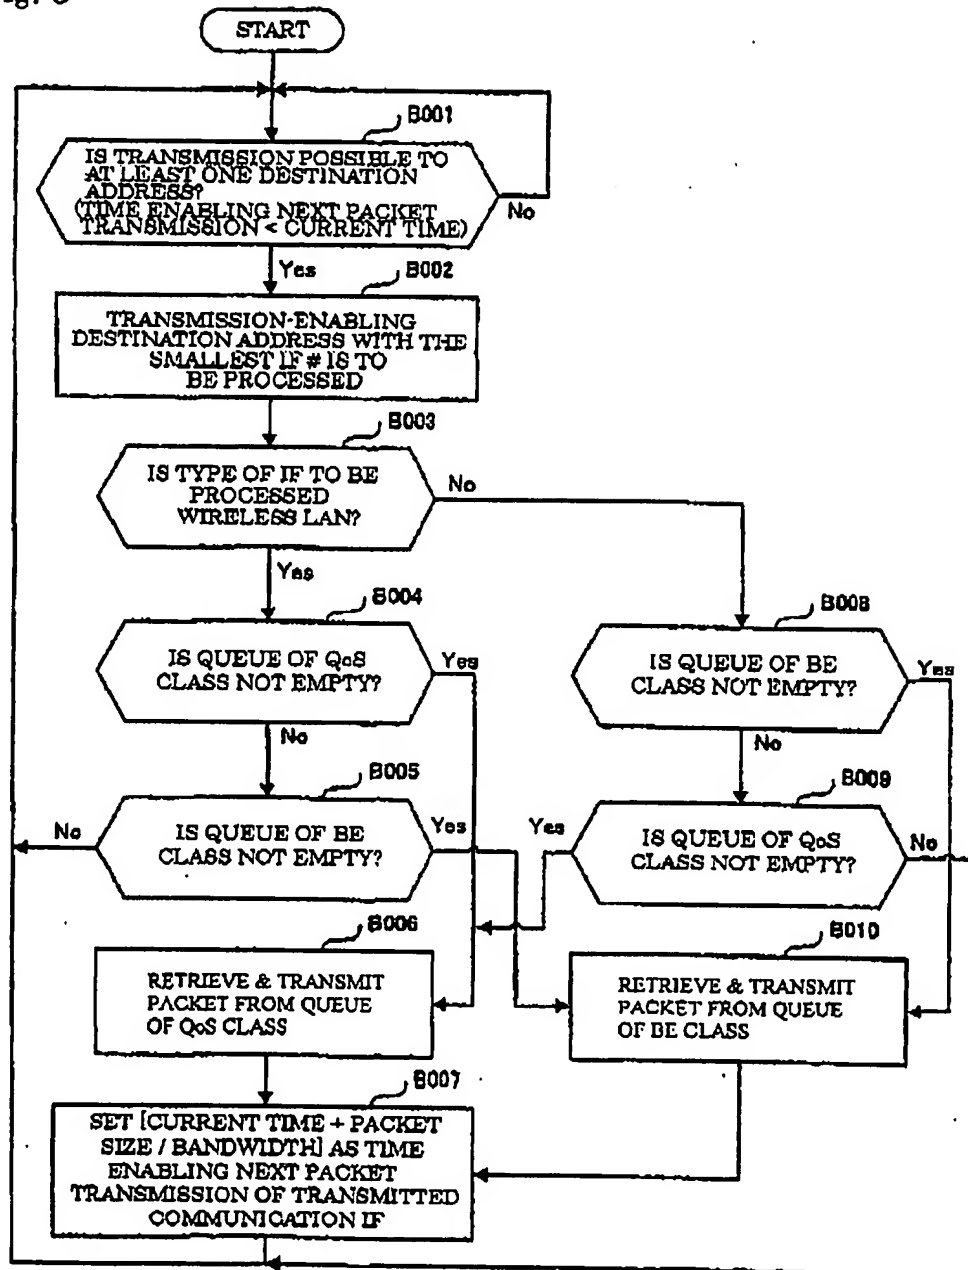 START
B001
IS TRANSMISSION POSSIBLE TO
AT LEAST ONE DESTINATION
ADDRESS?
(TIME ENABLING NEXT PACKET
TRANSMISSION < CURRENT TIME)
No
Yes
B002
TRANSMISSION-ENABLING
DESTINATION ADDRESS WITH THE
SMALLEST IF # IS TO
BE PROCESSED
B003
IS TYPE OF IF TO BE
PROCESSED
WIRELESS LAN?
No
Yes
B004
IS QUEUE OF QoS
CLASS NOT EMPTY?
Yes
No
B008
IS QUEUE OF BE
CLASS NOT EMPTY?
Yes
No
B005
No
IS QUEUE OF BE
CLASS NOT EMPTY?
Yes
B009
Yes
IS QUEUE OF QoS
CLASS NOT EMPTY?
No
B006
RETRIEVE & TRANSMIT
PACKET FROM QUEUE
OF QoS CLASS
B010
RETRIEVE & TRANSMIT
PACKET FROM QUEUE
OF BE CLASS
B007
SET [CURRENT TIME + PACKET
SIZE / BANDWIDTH] AS TIME
ENABLING NEXT PACKET
TRANSMISSION OF TRANSMITTED
COMMUNICATION IF